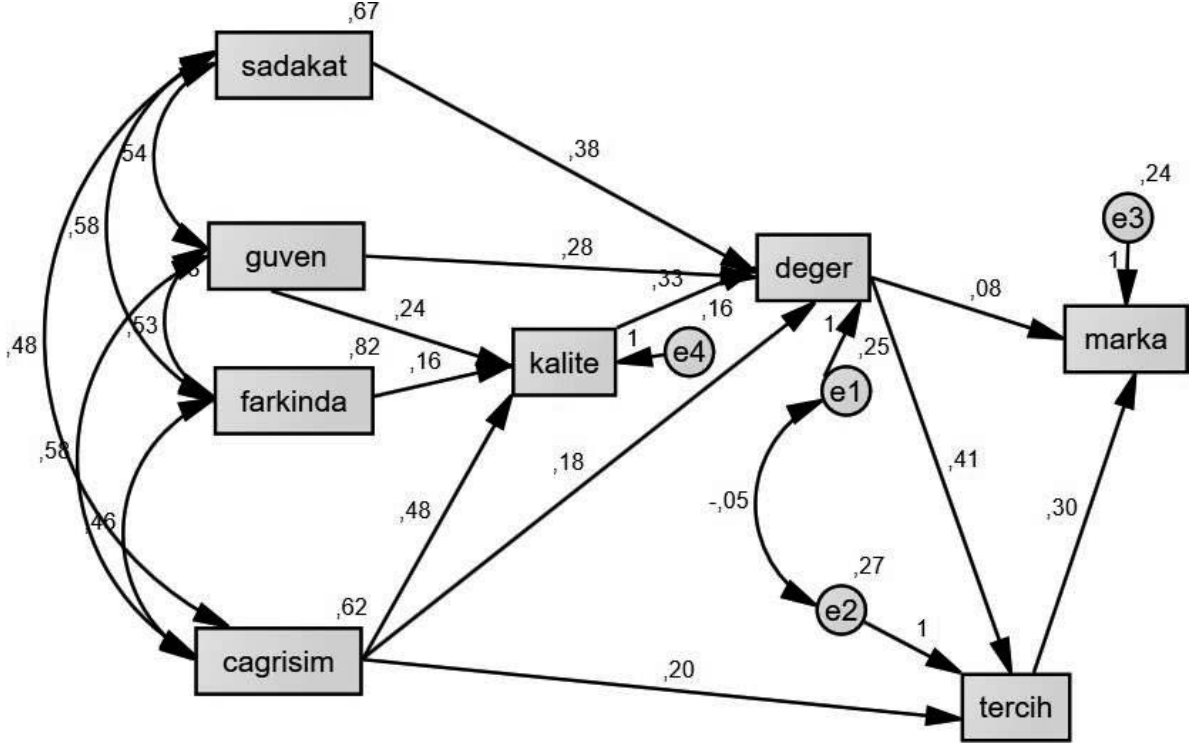 ,67
sadakat
,38
54
,58
,24
e3
1
guven
,28
deger
,33
,08
,16
,24
marka
,53
,82
,16
kalite
1
e4
1
,25
,48
farkinda
e1
,58
,18
,41
,48
-,05
,30
,46
,27
,62
e2
1
cagrisim
,20
tercih